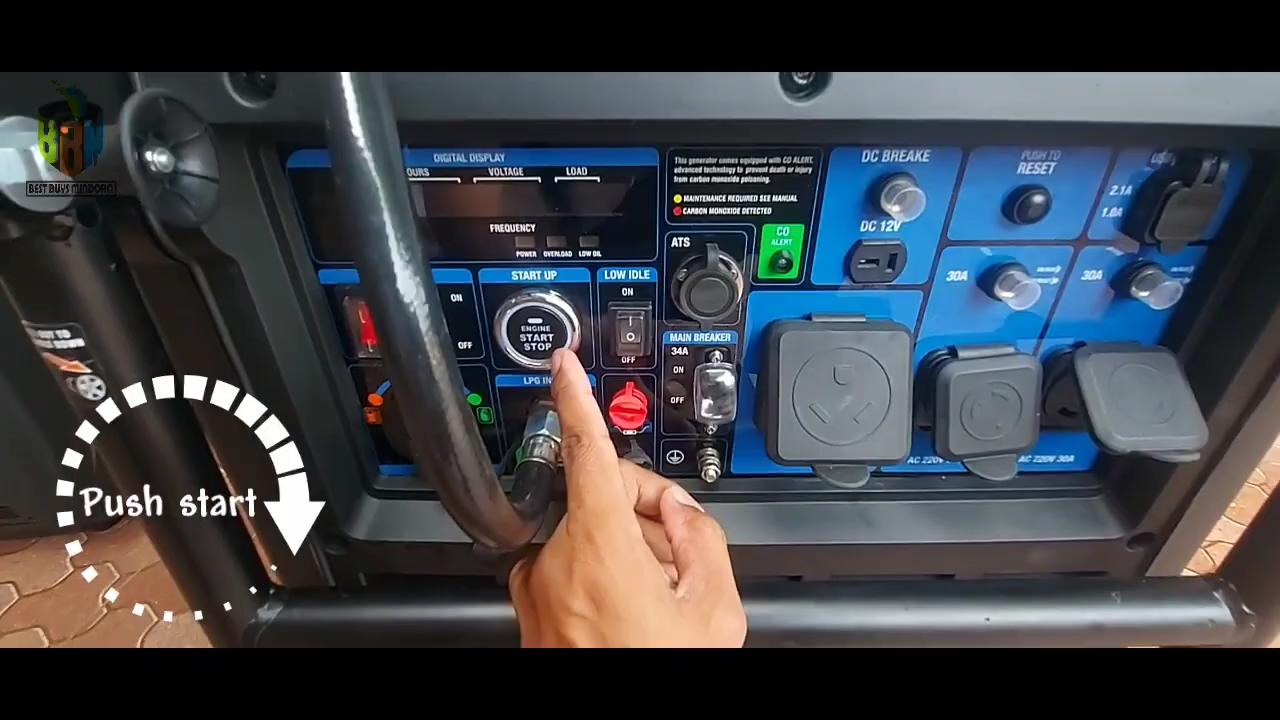 BEST BUYS MINDORO
DIGITAL DISPLAY
OURS
VOLTAGE
LOAD
FREQUENCY
POWER
OVERLOAD
LOW OIL
This generator comes equipped with CO ALERT,
advanced technology to prevent death or injury
from carbon monoxide poisoning.
MAINTENANCE REQUIRED SEE MANUAL
CARBON MONOXIDE DETECTED
CO
ALERT
ATS
DC BREAKE
DC 12V
PUSH TO
RESET
2.1A
1.0A
30A
30A
ON
OFF
START UP
ENGINE
START
STOP
LOW IDLE
ON
OFF
MAIN BREAKER
34A
ON
OFF
LPG IN
AC 220V
AC 220V 30A
Push start